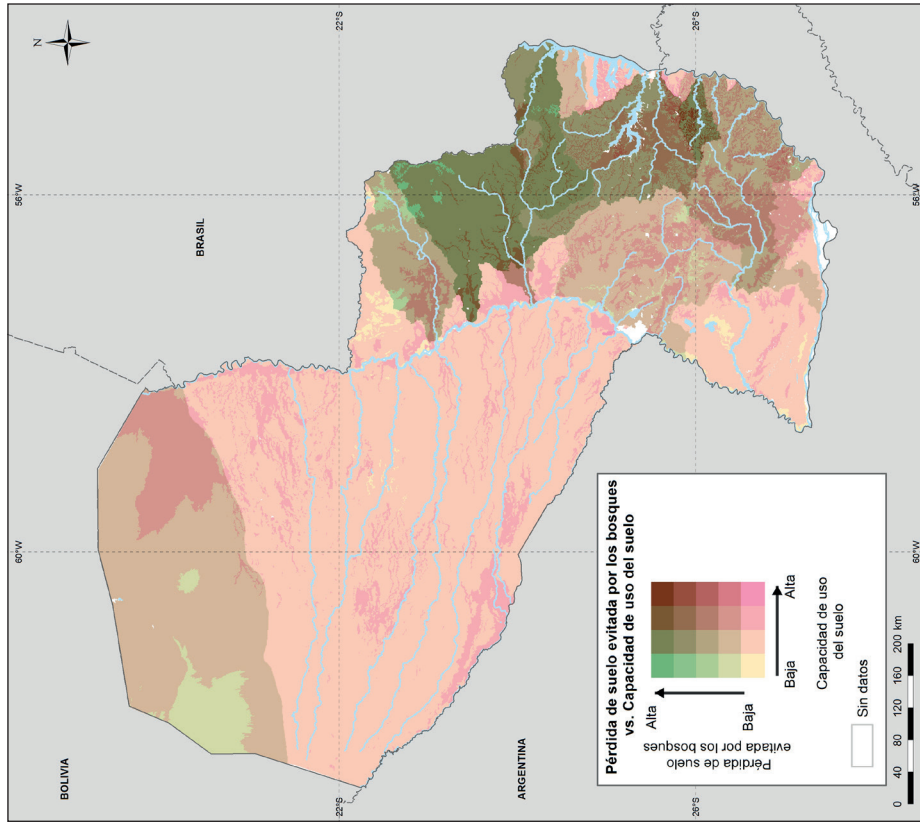 22°S
26°S
N
BRASIL
56°W
56°W
60°W
60°W
BOLIVIA
ARGENTINA
22°S
26°S
Pérdida de suelo evitada por los bosques
vs. Capacidad de uso del suelo
Pérdida de suelo
evitada por los bosques
Alta
Baja
Baja
Alta
Capacidad de uso
del suelo
Sin datos
0 40 80 120 160 200 km